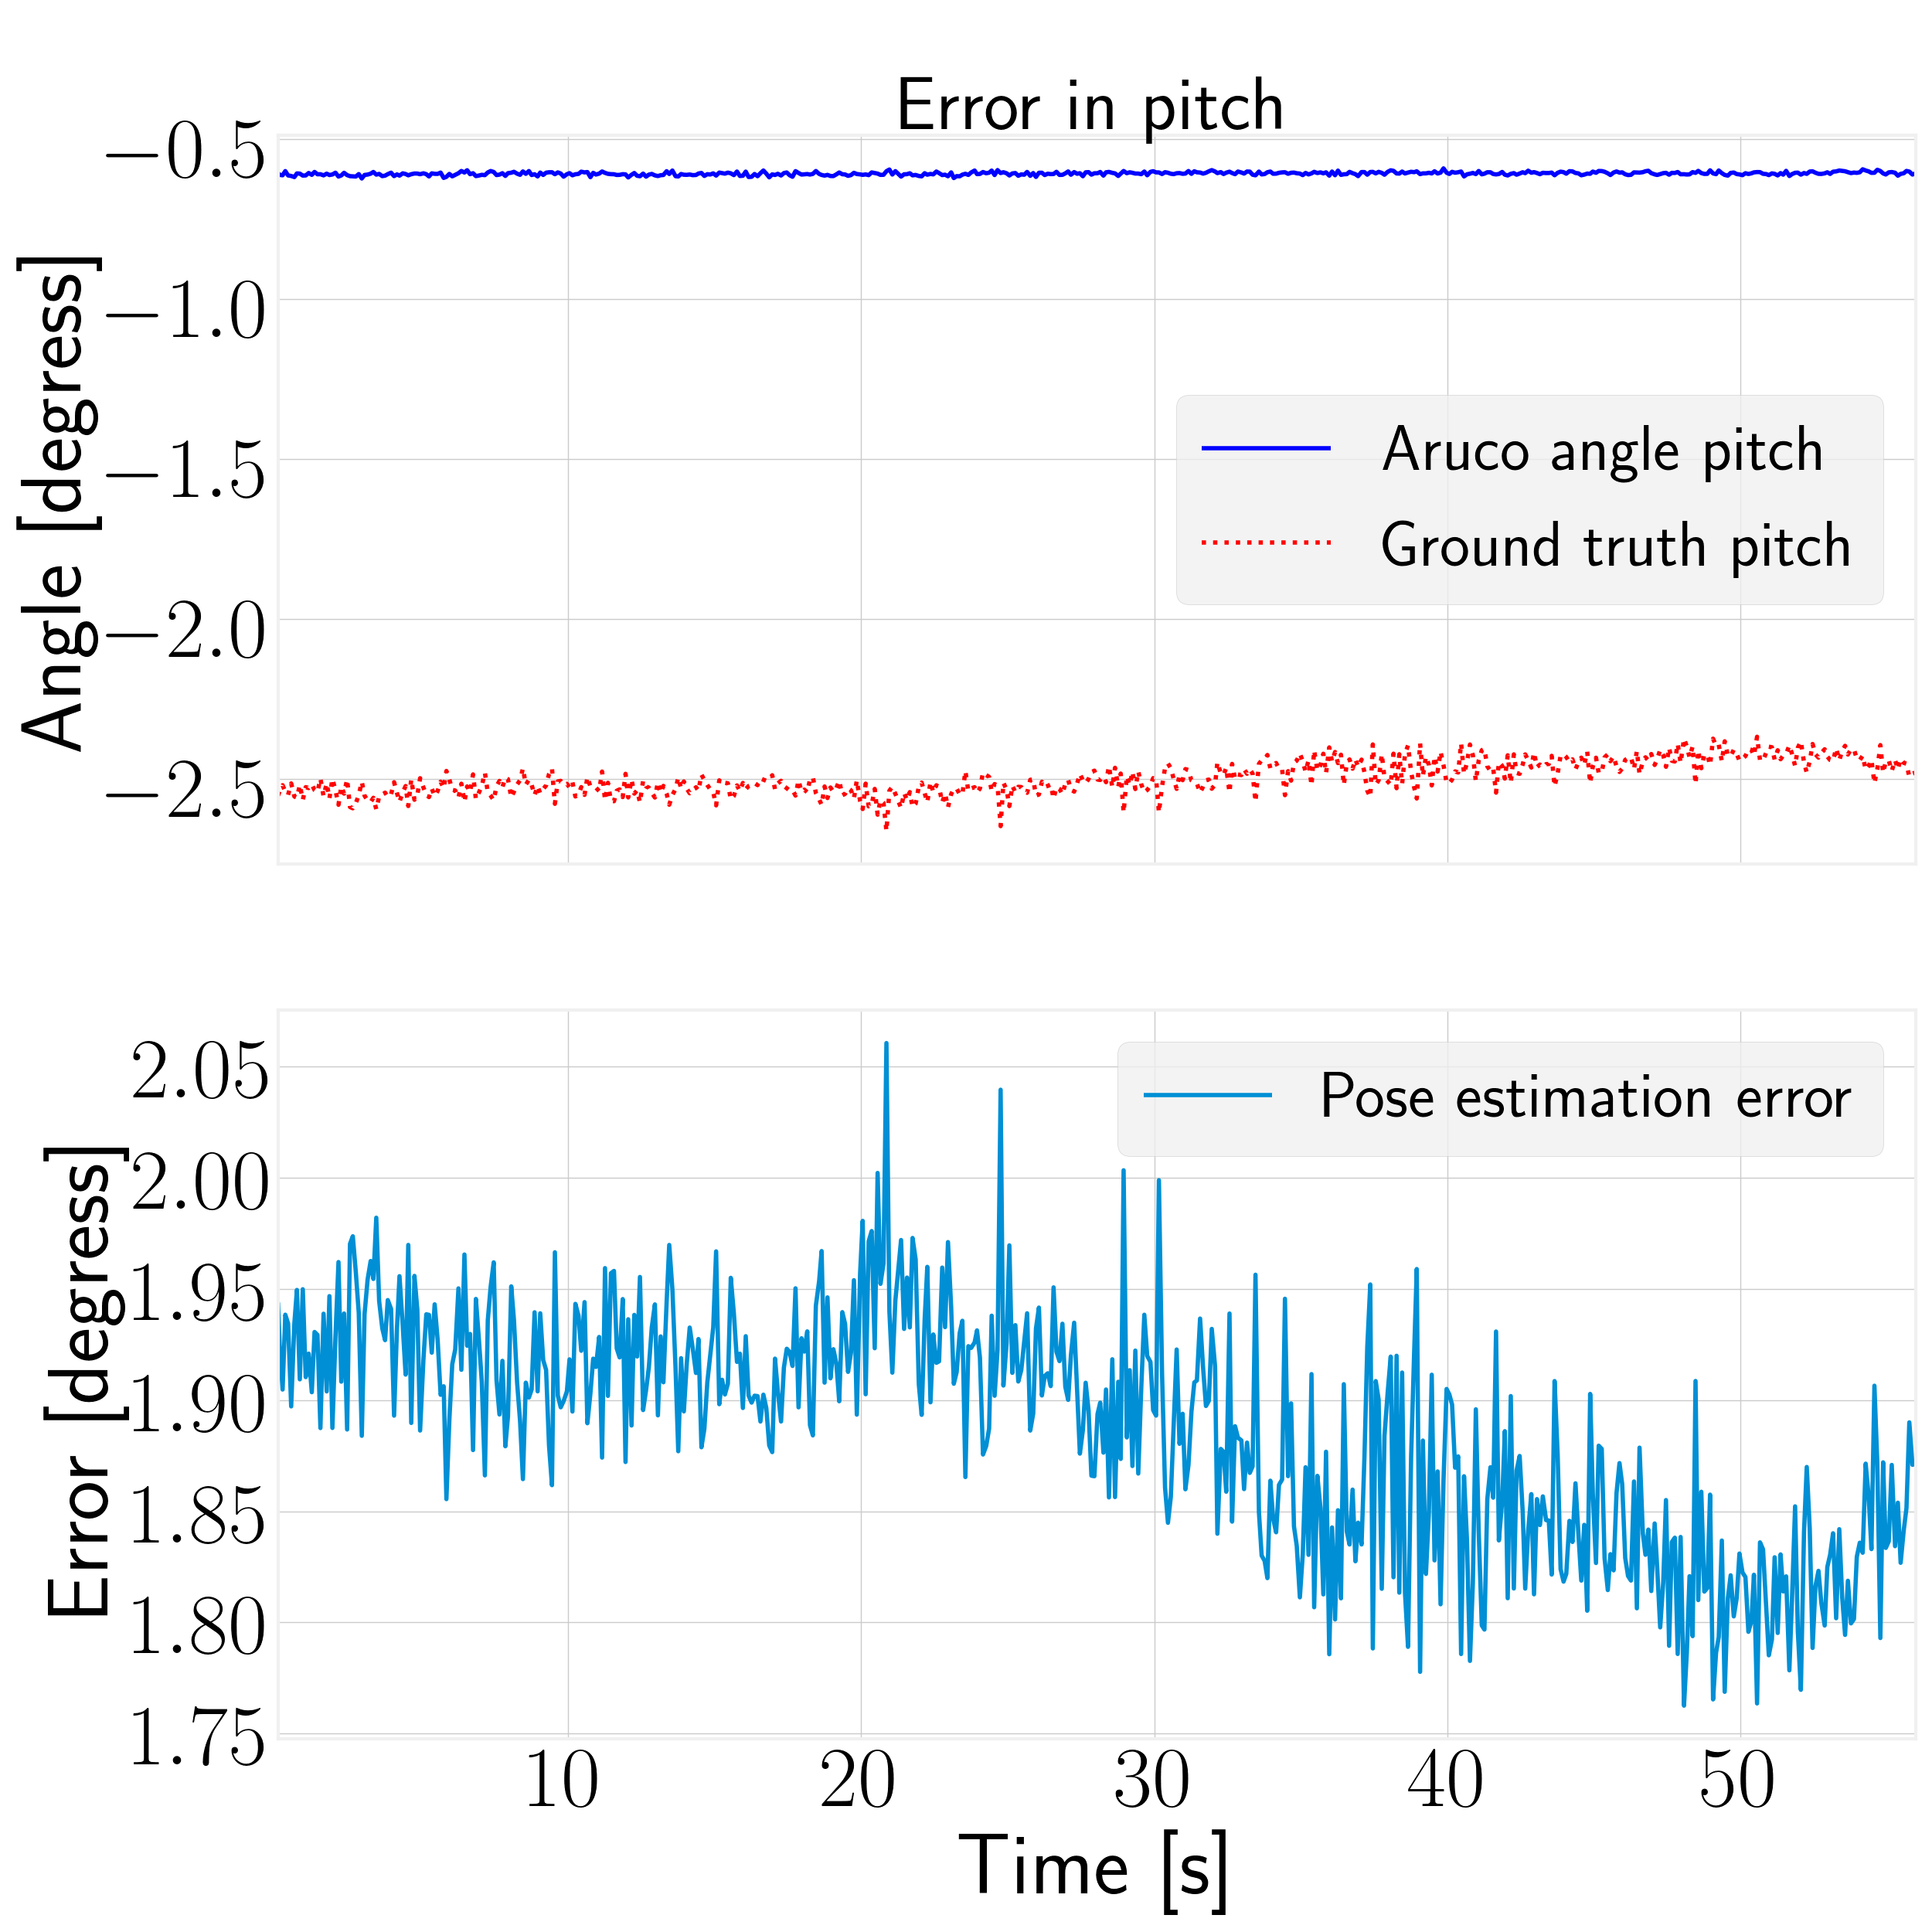 Error in pitch
−0.5
−1.0
−1.5
−2.0
−2.5
Angle [degress]
Aruco angle pitch
Ground truth pitch
2.05
2.00
1.95
1.90
1.85
1.80
1.75
Error [degress]
Pose estimation error
10 20 30 40 50
Time [s]